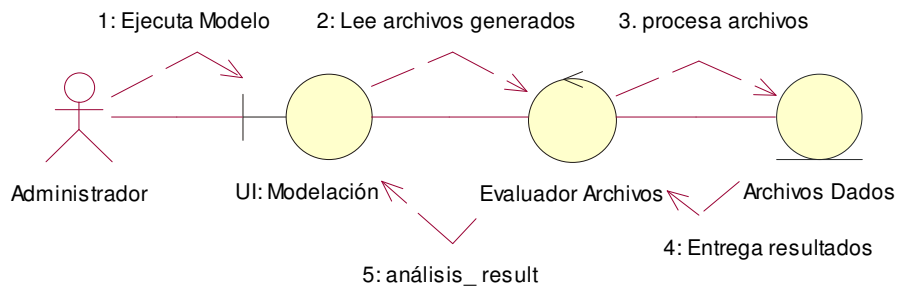 1: Ejecuta Modelo
2: Lee archivos generados
3. procesa archivos
Administrador
UI: Modelación
Evaluador Archivos
Archivos Dados
4: Entrega resultados
5: análisis_ result